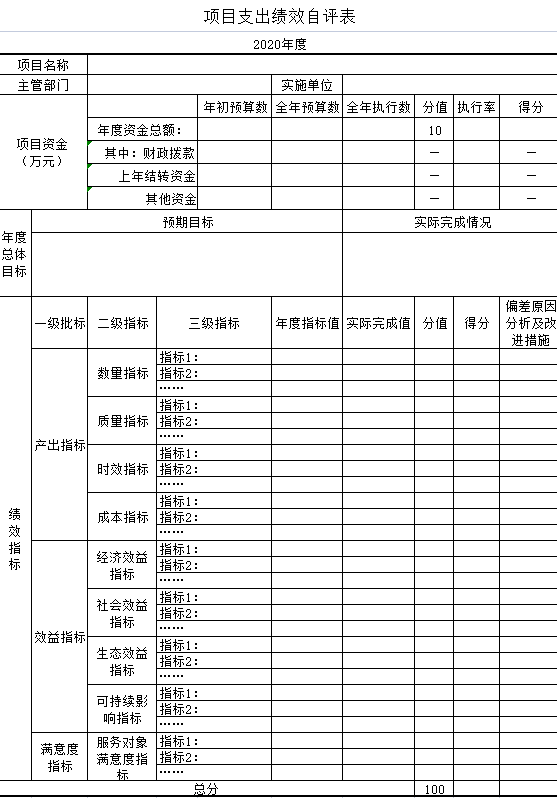 项目支出绩效自评表
2020年度
项目名称
主管部门 实施单位
项目资金
（万元）
年初预算数 全年预算数 全年执行数 分值 执行率 得分
年度资金总额： 10
其中：财政拨款 — —
上年结转资金 — —
其他资金 — —
年度
总体
目标
预期目标 实际完成情况
绩
效
指
标
一级批标 二级指标 三级指标 年度指标值 实际完成值 分值 得分
偏差原因
分析及改
进措施
产出指标
数量指标
指标1：
指标2：
……
质量指标
指标1：
指标2：
……
时效指标
指标1：
指标2：
……
成本指标
指标1：
指标2：
……
效益指标
经济效益
指标
指标1：
指标2：
……
社会效益
指标
指标1：
指标2：
……
生态效益
指标
指标1：
指标2：
……
可持续影
响指标
指标1：
指标2：
……
满意度
指标
服务对象
满意度指
标
指标1：
指标2：
……
总分 100